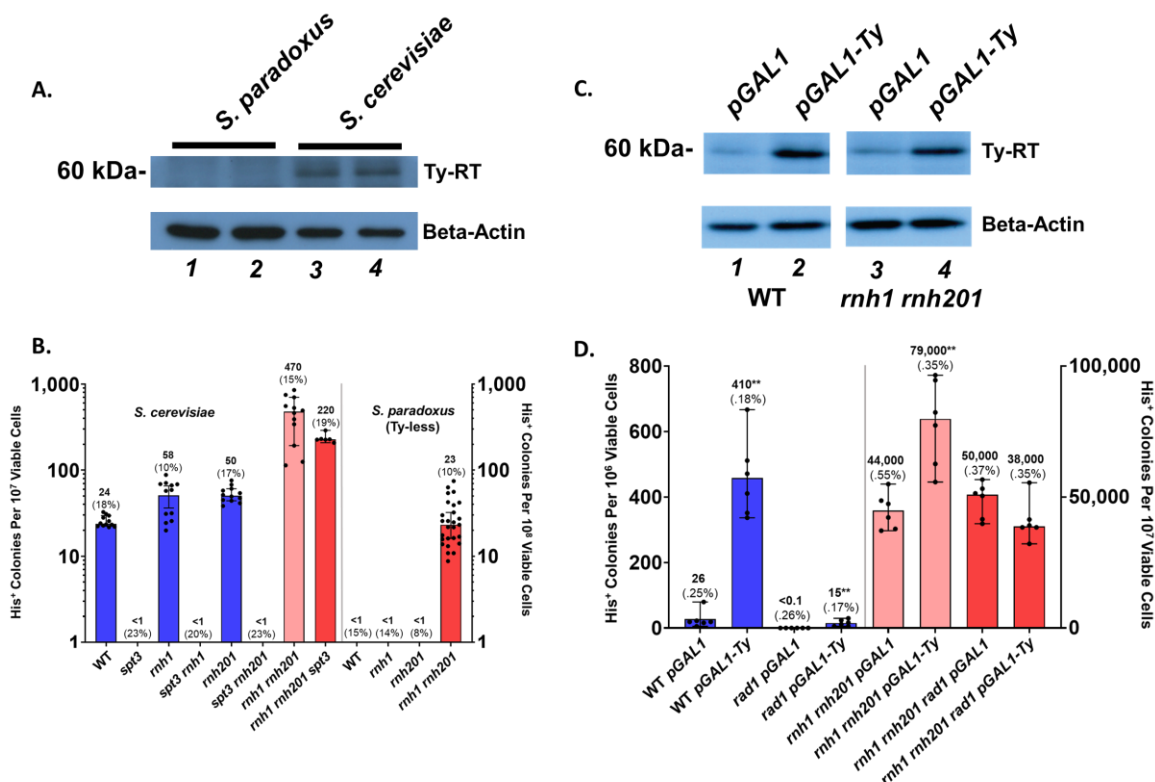 A.
S. paradoxus
S. cerevisiae
60 kDa-
Ty-RT
Beta-Actin
1 2 3 4
C.
pGAL1
pGAL1-Ty
pGAL1
pGAL1-Ty
60 kDa-
Ty-RT
Beta-Actin
1 2 3 4
WT rnh1 rnh201
B.
His+ Colonies Per 10⁷ Viable Cells
1,000
100
10
1
S. cerevisiae
S. paradoxus
(Ty-less)
24
(18%)
<1
(23%)
58
(10%)
<1
(20%)
50
(17%)
<1
(23%)
470
(15%)
220
(19%)
<1
(15%)
<1
(14%)
<1
(8%)
23
(10%)
1,000
100
10
1
His+ Colonies Per 10⁸ Viable Cells
WT
spt3
rnh1
spt3 rnh1
rnh201
spt3 rnh201
rnh1 rnh201
rnh1 rnh201 spt3
WT
rnh1
rnh201
rnh1 rnh201
D.
His+ Colonies Per 10⁶ Viable Cells
800
600
400
200
0
26
(.25%)
410**
(.18%)
<0.1
(.26%)
15**
(.17%)
44,000
(.55%)
79,000**
(.35%)
50,000
(.37%)
38,000
(.35%)
100,000
50,000
0
His+ Colonies Per 10⁷ Viable Cells
WT pGAL1
WT pGAL1-Ty
rad1 pGAL1
rad1 pGAL1-Ty
rnh1 rnh201 pGAL1
rnh1 rnh201 pGAL1-Ty
rnh1 rnh201 rad1 pGAL1
rnh1 rnh201 rad1 pGAL1-Ty